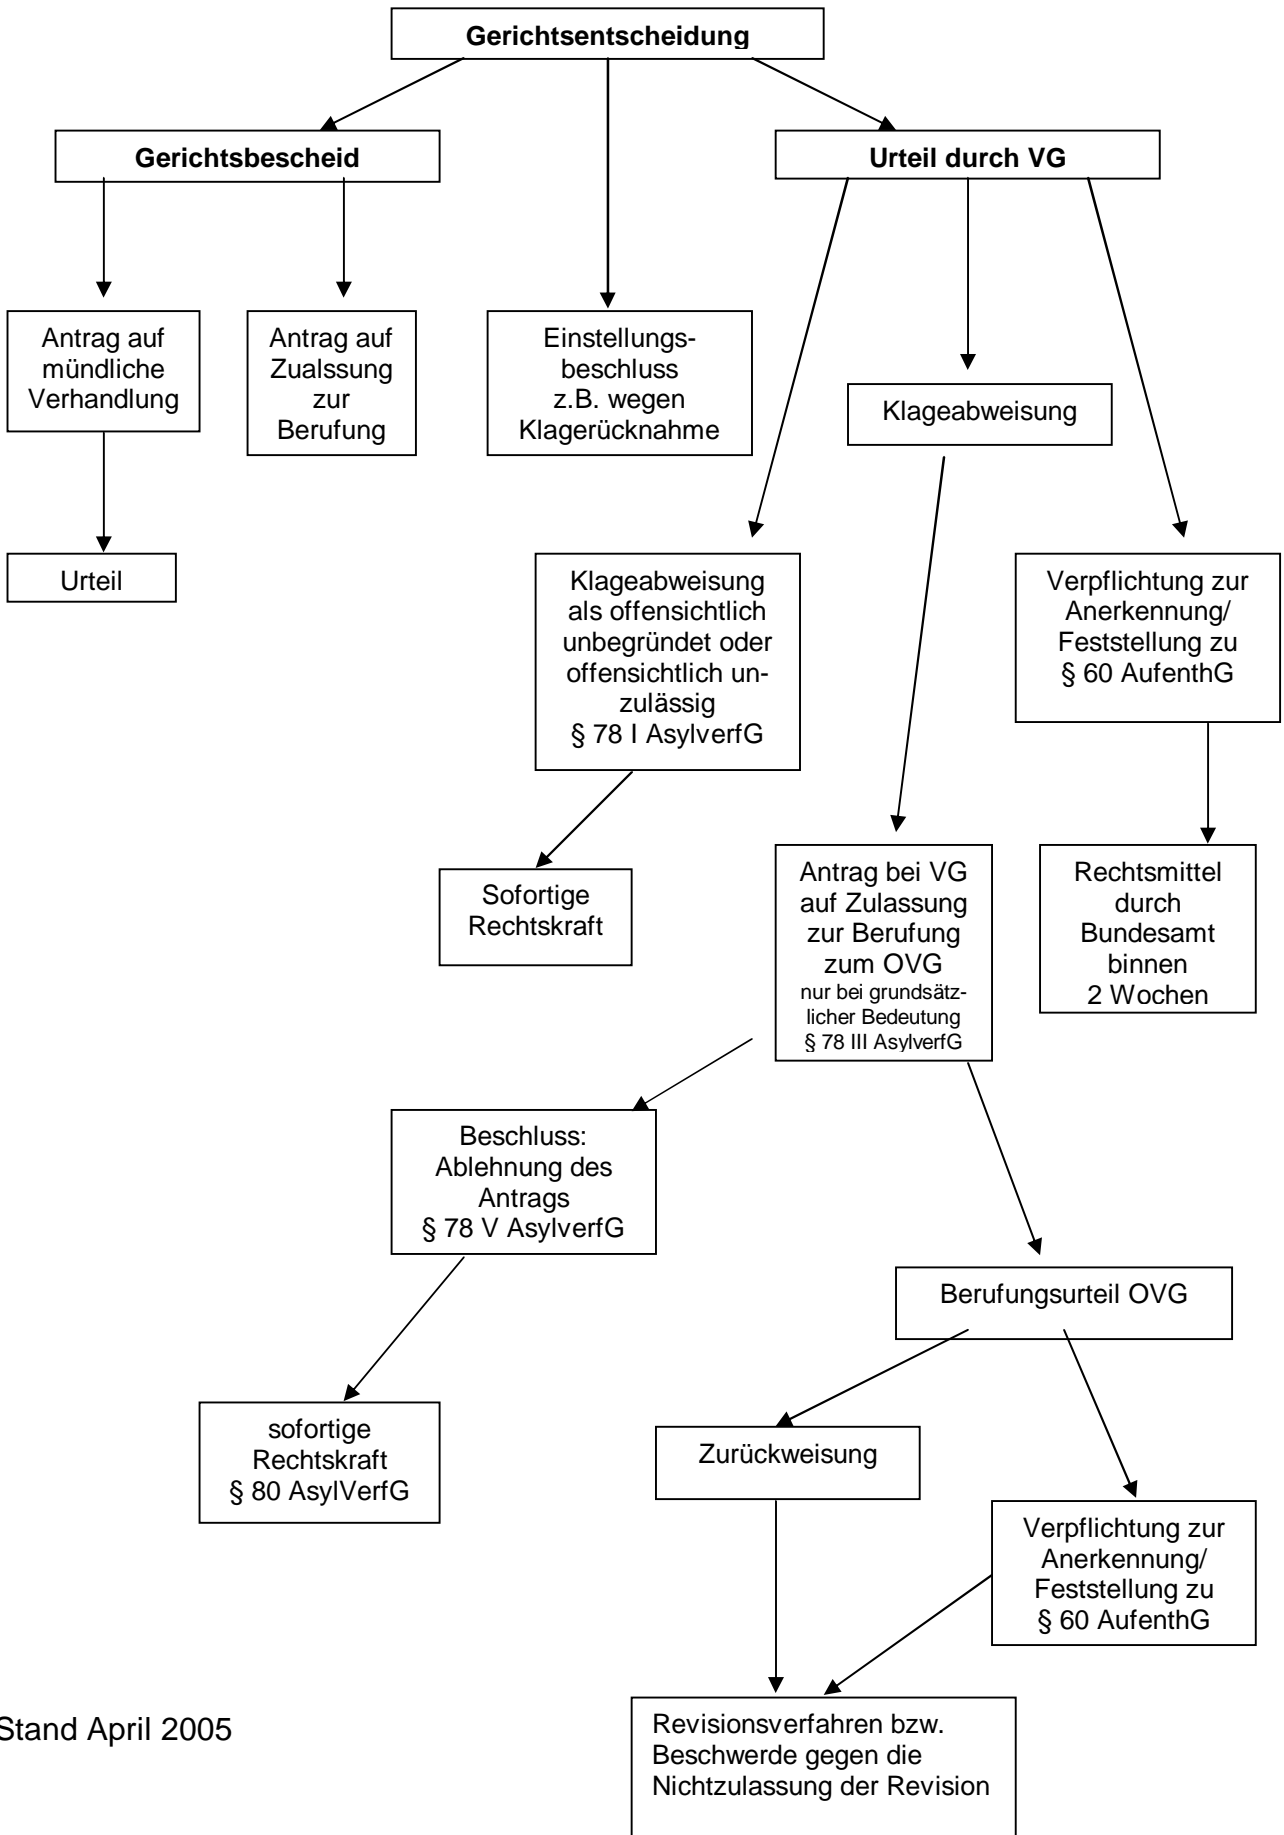 Gerichtsentscheidung
Gerichtsbescheid
Urteil durch VG
Antrag auf
mündliche
Verhandlung
Antrag auf
Zualssung
zur
Berufung
Einstellungs-
beschluss
z.B. wegen
Klagerücknahme
Klageabweisung
Urteil
Klageabweisung
als offensichtlich
unbegründet oder
offensichtlich un-
zulässig
§ 78 I AsylverfG
Verpflichtung zur
Anerkennung/
Feststellung zu
§ 60 AufenthG
Sofortige
Rechtskraft
Antrag bei VG
auf Zulassung
zur Berufung
zum OVG
nur bei grundsätz-
licher Bedeutung
§ 78 III AsylverfG
Rechtsmittel
durch
Bundesamt
binnen
2 Wochen
Beschluss:
Ablehnung des
Antrags
§ 78 V AsylverfG
Berufungsurteil OVG
sofortige
Rechtskraft
§ 80 AsylVerfG
Zurückweisung
Verpflichtung zur
Anerkennung/
Feststellung zu
§ 60 AufenthG
Revisionsverfahren bzw.
Beschwerde gegen die
Nichtzulassung der Revision
Stand April 2005